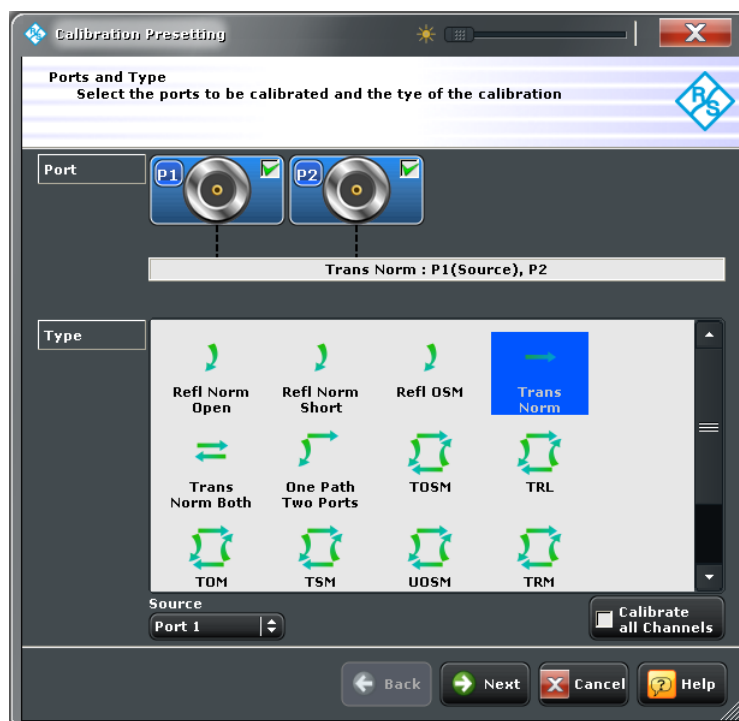 Calibration Presetting
X
Ports and Type
Select the ports to be calibrated and the tye of the calibration
R/S
Port
P1
P2
Trans Norm : P1(Source), P2
Type
Refl Norm
Open
Refl Norm
Short
Refl OSM
Trans
Norm
Trans
Norm Both
One Path
Two Ports
TOSM
TRL
TOM
TSM
UOSM
TRM
Source
Port 1
Calibrate
all Channels
Back
Next
Cancel
Help